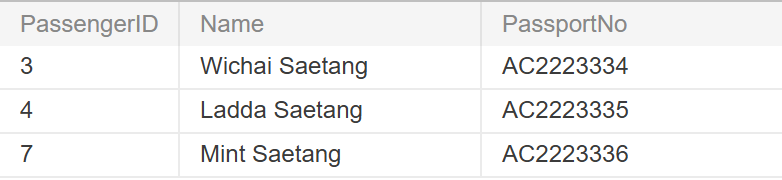 PassengerID Name PassportNo
3 Wichai Saetang AC2223334
4 Ladda Saetang AC2223335
7 Mint Saetang AC2223336